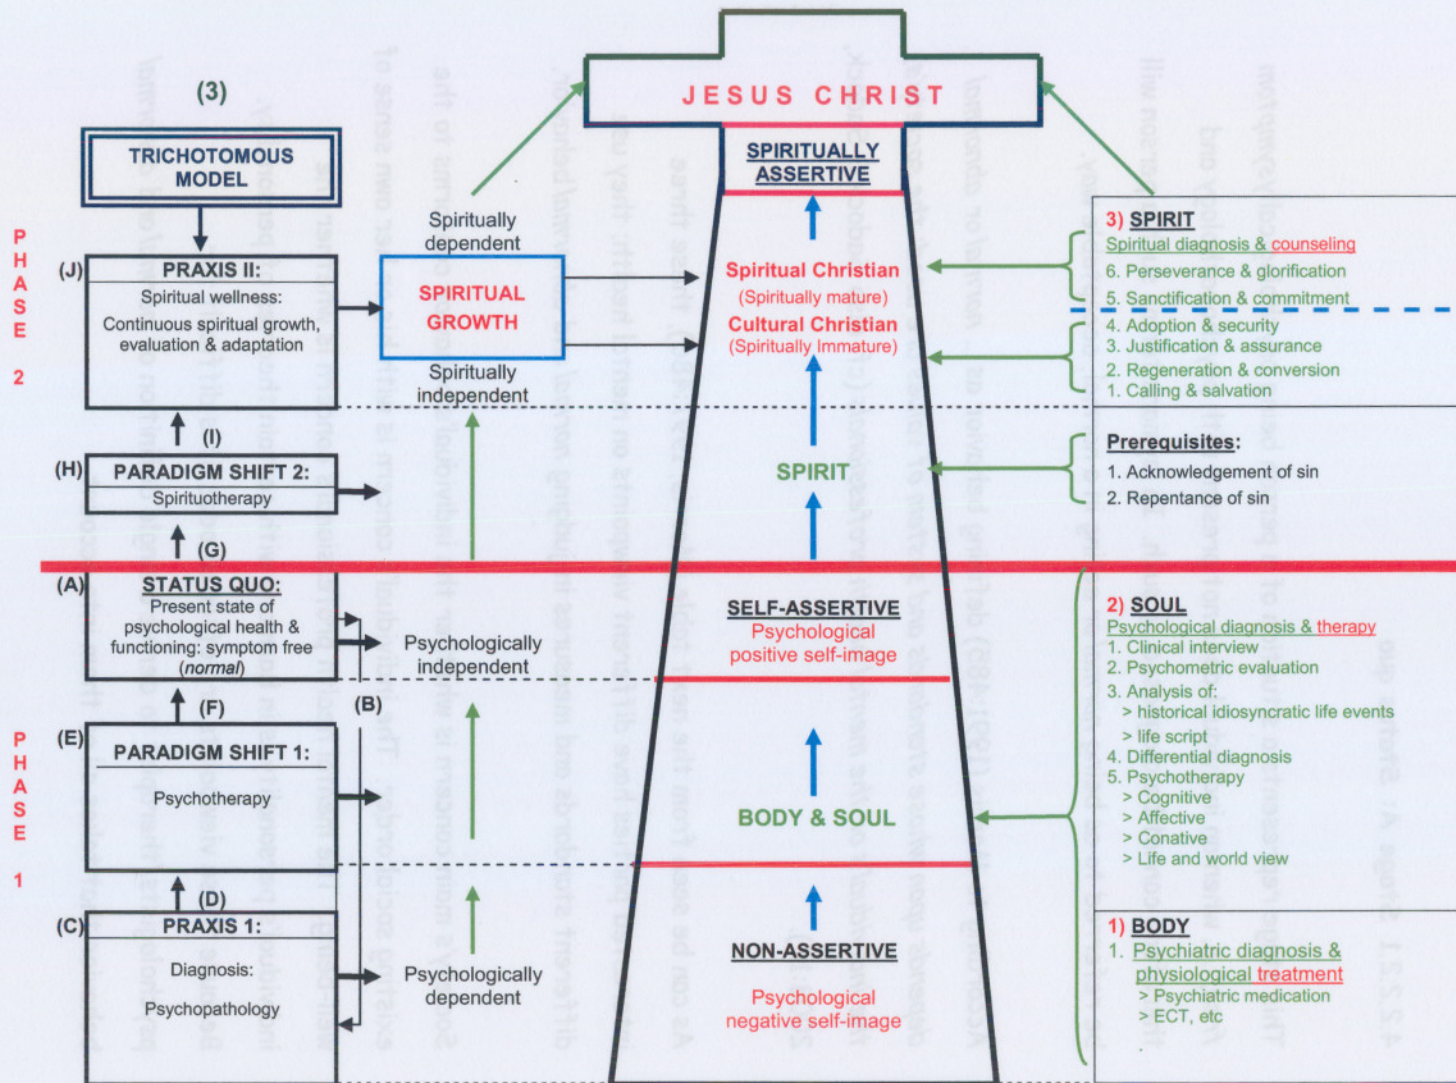 JESUS CHRIST
(3)
TRICHOTOMOUS
MODEL
SPIRITUALLY
ASSERTIVE
PHASE 2
(J)
PRAXIS II:
Spiritual wellness:
Continuous spiritual growth,
evaluation & adaptation
Spiritually
dependent
SPIRITUAL
GROWTH
Spiritually
independent
Spiritual Christian
(Spiritually mature)
Cultural Christian
(Spiritually Immature)
3) SPIRIT
Spiritual diagnosis & counseling
6. Perseverance & glorification
5. Sanctification & commitment
4. Adoption & security
3. Justification & assurance
2. Regeneration & conversion
1. Calling & salvation
(I)
(H)
PARADIGM SHIFT 2:
Spirituotherapy
SPIRIT
Prerequisites:
1. Acknowledgement of sin
2. Repentance of sin
(G)
(A)
STATUS QUO:
Present state of
psychological health &
functioning: symptom free
(normal)
Psychologically
independent
SELF-ASSERTIVE
Psychological
positive self-image
2) SOUL
Psychological diagnosis & therapy
1. Clinical interview
2. Psychometric evaluation
3. Analysis of:
> historical idiosyncratic life events
> life script
4. Differential diagnosis
5. Psychotherapy
> Cognitive
> Affective
> Conative
> Life and world view
(F)
(B)
PHASE 1
(E)
PARADIGM SHIFT 1:
Psychotherapy
BODY & SOUL
(D)
(C)
PRAXIS 1:
Diagnosis:
Psychopathology
Psychologically
dependent
NON-ASSERTIVE
Psychological
negative self-image
1) BODY
1. Psychiatric diagnosis &
physiological treatment
> Psychiatric medication
> ECT, etc